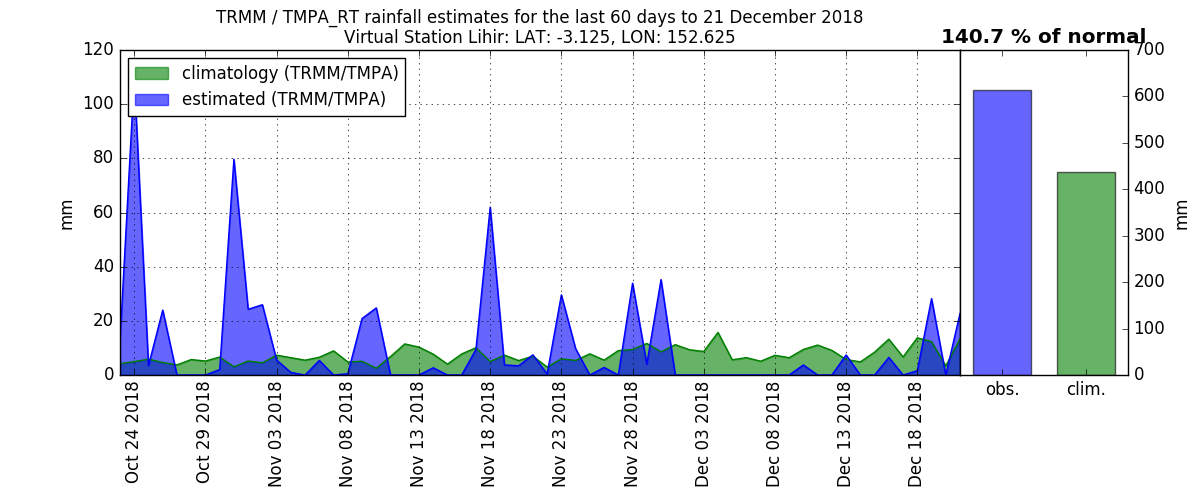 TRMM / TMPA_RT rainfall estimates for the last 60 days to 21 December 2018
Virtual Station Lihir: LAT: -3.125, LON: 152.625
140.7 % of normal
climatology (TRMM/TMPA)
estimated (TRMM/TMPA)
120
100
80
60
40
20
0
mm
Oct 24 2018
Oct 29 2018
Nov 03 2018
Nov 08 2018
Nov 13 2018
Nov 18 2018
Nov 23 2018
Nov 28 2018
Dec 03 2018
Dec 08 2018
Dec 13 2018
Dec 18 2018
700
600
500
400
300
200
100
0
mm
obs.
clim.